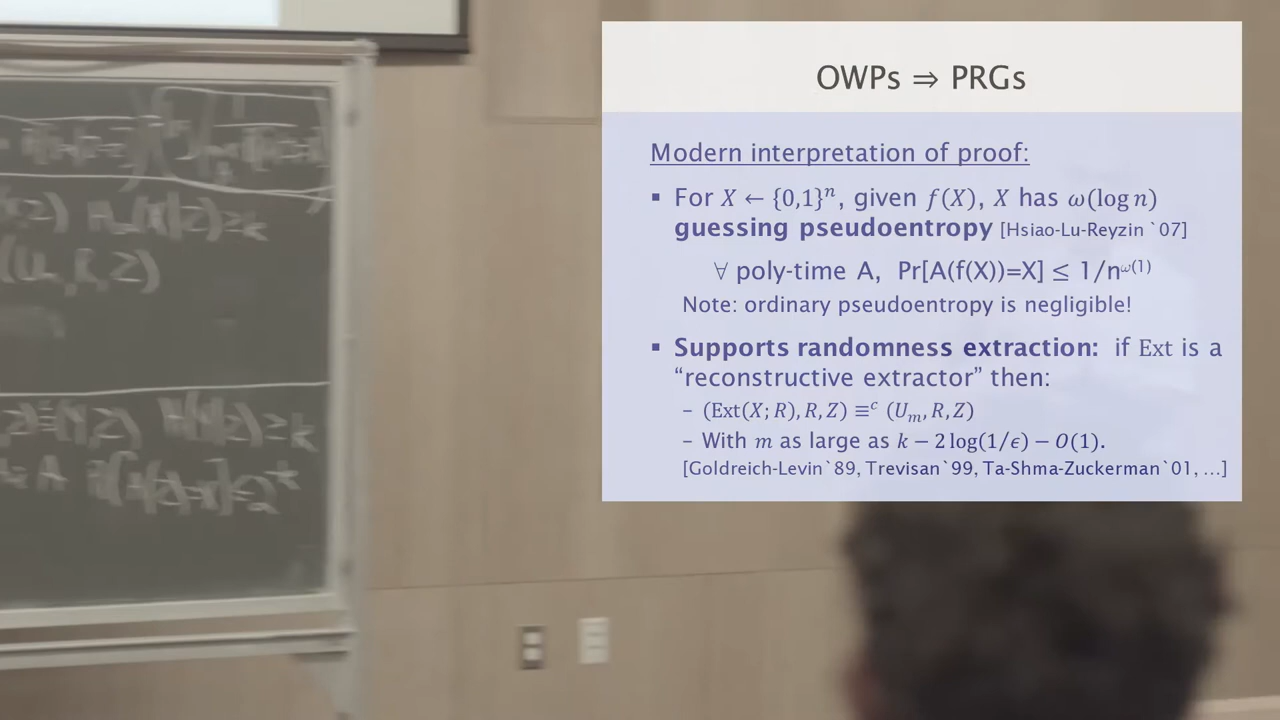 OWPs ⇒ PRGs
Modern interpretation of proof:
▪ For X ← {0,1}ⁿ, given f(X), X has ω(log n)
guessing pseudoentropy [Hsiao-Lu-Reyzin `07]
∀ poly-time A, Pr[A(f(X))=X] ≤ 1/n^ω(1)
Note: ordinary pseudoentropy is negligible!
▪ Supports randomness extraction: if Ext is a
“reconstructive extractor” then:
– (Ext(X; R), R, Z) ≡ᶜ (Uₘ, R, Z)
– With m as large as k − 2 log(1/ϵ) − O(1).
[Goldreich-Levin`89, Trevisan`99, Ta-Shma-Zuckerman`01, …]